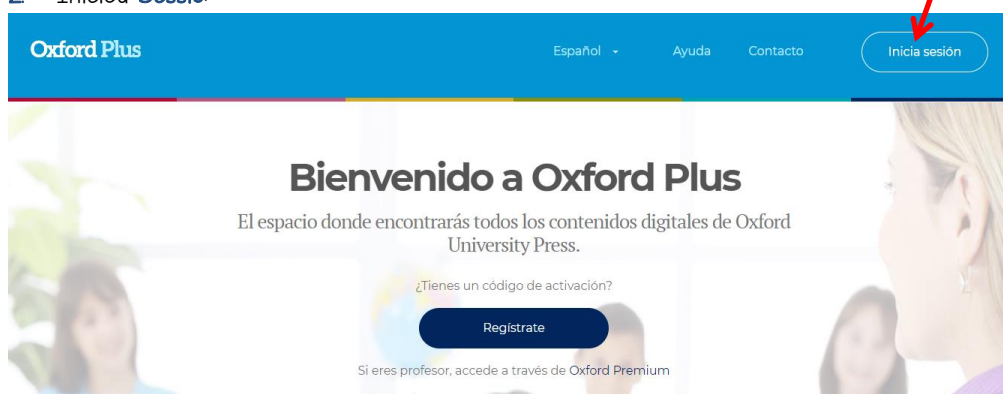 Oxford Plus
Español
Ayuda
Contacto
Inicia sesión
Bienvenido a Oxford Plus
El espacio donde encontrarás todos los contenidos digitales de Oxford
University Press.
¿Tienes un código de activación?
Regístrate
Si eres profesor, accede a través de Oxford Premium